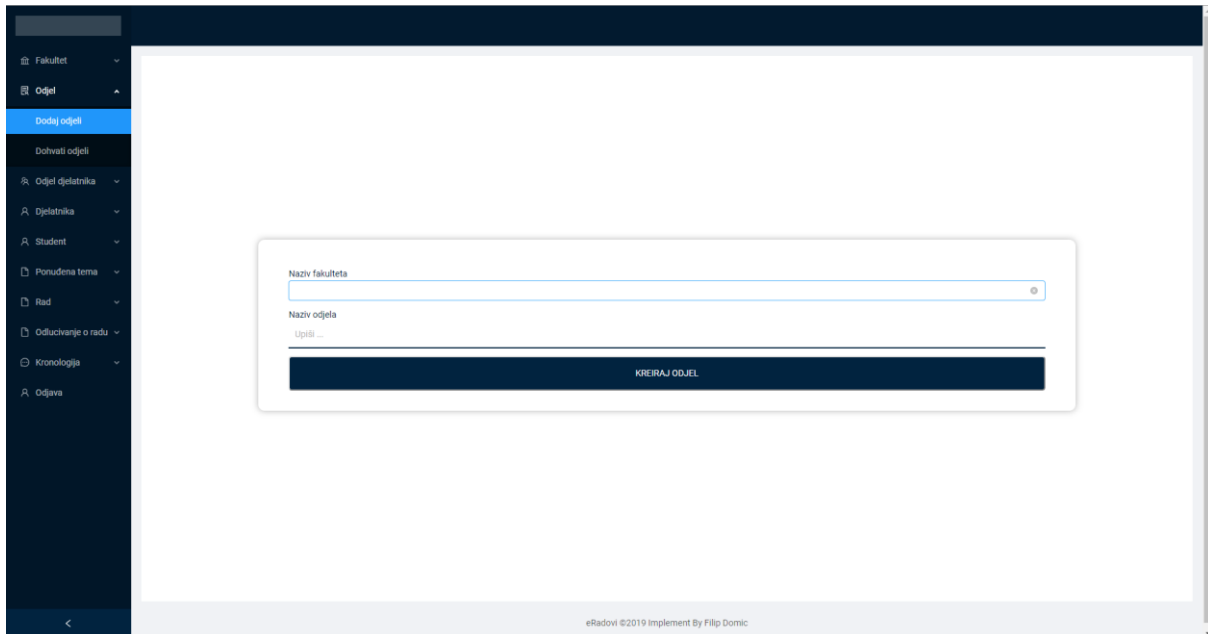 Fakultet
Odjel
Dodaj odjeli
Dohvati odjeli
Odjel djelatnika
Djelatnika
Student
Ponuđena tema
Rad
Odlucivanje o radu
Kronologija
Odjava
Naziv fakulteta
Naziv odjela
Upiši ...
KREIRAJ ODJEL
eRadovi ©2019 Implement By Filip Domic